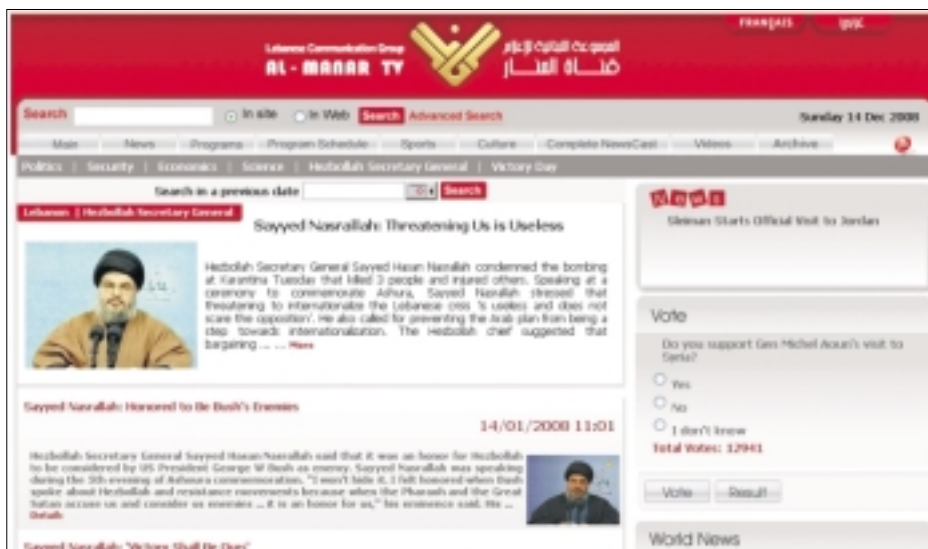 FRANÇAIS
عربي
Lebanese Communication Group
AL - MANAR TV
المجموعة اللبنانية للإعلام
قناة المنار
Search In site In Web Search Advanced Search
Sunday 14 Dec 2008
Main News Programs Program Schedule Sports Culture Complete NewsCast Videos Archive
Politics | Security | Economics | Science | Hezbollah Secretary General | Victory Day
Search in a previous date Search
Lebanon | Hezbollah Secretary General
Sayyed Nasrallah: Threatening Us is Useless
Hezbollah Secretary General Sayyed Hasan Nasrallah condemned the bombing
at Karantina Tuesday that killed 3 people and injured others. Speaking at a
ceremony to commemorate Ashura, Sayyed Nasrallah stressed that
threatening to internationalize the Lebanese crisis 'is useless and does not
scare the opposition'. He also called for preventing the Arab plan from being a
step towards internationalization. The Hezbollah chief suggested that
bargaining ... ... More
Sayyed Nasrallah: Honored to Be Bush's Enemies
14/01/2008 11:01
Hezbollah Secretary General Sayyed Hasan Nasrallah said that it was an honor for Hezbollah
to be considered by US President George W Bush as enemy. Sayyed Nasrallah was speaking
during the 5th evening of Ashoura commemoration. "I won't hide it. I felt honored when Bush
spoke about Hezbollah and resistance movements because when the Pharaoh and the Great
Satan accuse us and consider us enemies ... it is an honor for us," his eminence said. His ...
Details
Sayyed Nasrallah: 'Victory Shall Be Ours'
News
Sleiman Starts Official Visit to Jordan
Vote
Do you support Gen Michel Aoun's visit to
Syria?
Yes
No
I don't know
Total Votes: 12941
Vote Result
World News